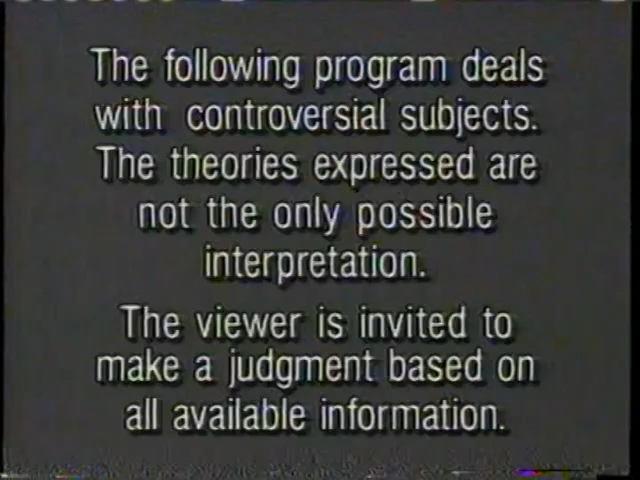 The following program deals
with controversial subjects.
The theories expressed are
not the only possible
interpretation.
The viewer is invited to
make a judgment based on
all available information.